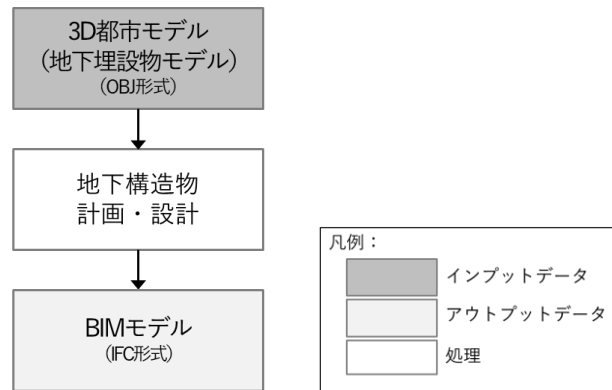 3D都市モデル
（地下埋設物モデル）
（OBJ形式）
地下構造物
計画・設計
BIMモデル
（IFC形式）
凡例：
インプットデータ
アウトプットデータ
処理